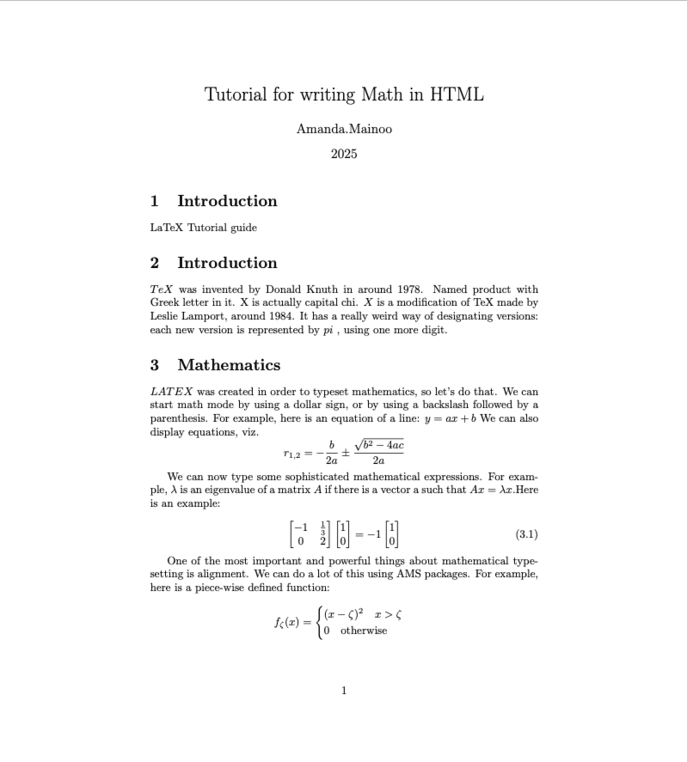 Tutorial for writing Math in HTML
Amanda.Mainoo
2025
1 Introduction
LaTeX Tutorial guide
2 Introduction
TeX was invented by Donald Knuth in around 1978. Named product with
Greek letter in it. X is actually capital chi. X is a modification of TeX made by
Leslie Lamport, around 1984. It has a really weird way of designating versions:
each new version is represented by pi , using one more digit.
3 Mathematics
LATEX was created in order to typeset mathematics, so let's do that. We can
start math mode by using a dollar sign, or by using a backslash followed by a
parenthesis. For example, here is an equation of a line: y = ax + b We can also
display equations, viz.
r_{1,2} = -\frac{b}{2a} \pm \frac{\sqrt{b^2 - 4ac}}{2a}
We can now type some sophisticated mathematical expressions. For exam-
ple, λ is an eigenvalue of a matrix A if there is a vector a such that Ax = λx.Here
is an example:
\begin{bmatrix} -1 & \frac{1}{3} \\ 0 & 2 \end{bmatrix} \begin{bmatrix} 1 \\ 0 \end{bmatrix} = -1 \begin{bmatrix} 1 \\ 0 \end{bmatrix} (3.1)
One of the most important and powerful things about mathematical type-
setting is alignment. We can do a lot of this using AMS packages. For example,
here is a piece-wise defined function:
f_ζ(x) = \begin{cases} (x - ζ)^2 & x > ζ \\ 0 & \text{otherwise} \end{cases}
1